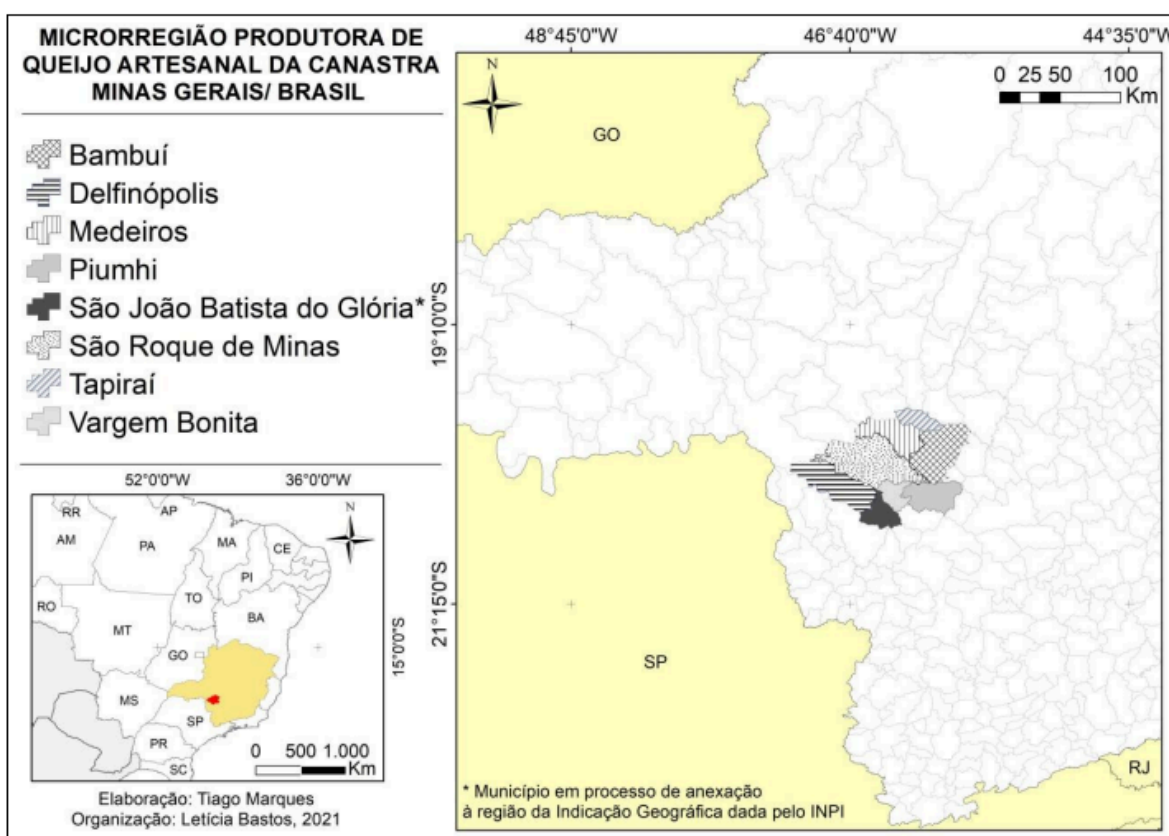 MICRORREGIÃO PRODUTORA DE
QUEIJO ARTESANAL DA CANASTRA
MINAS GERAIS/ BRASIL
Bambuí
Delfinópolis
Medeiros
Piumhi
São João Batista do Glória*
São Roque de Minas
Tapiraí
Vargem Bonita
52°0'0"W
36°0'0"W
N
RR
AP
AM
PA
MA
CE
PI
TO
RO
BA
MT
GO
MS
SP
PR
SC
15°0'0"S
0 500 1.000
Km
Elaboração: Tiago Marques
Organização: Letícia Bastos, 2021
48°45'0"W
46°40'0"W
44°35'0"W
N
0 25 50 100
Km
GO
19°10'0"S
21°15'0"S
SP
RJ
* Município em processo de anexação
à região da Indicação Geográfica dada pelo INPI